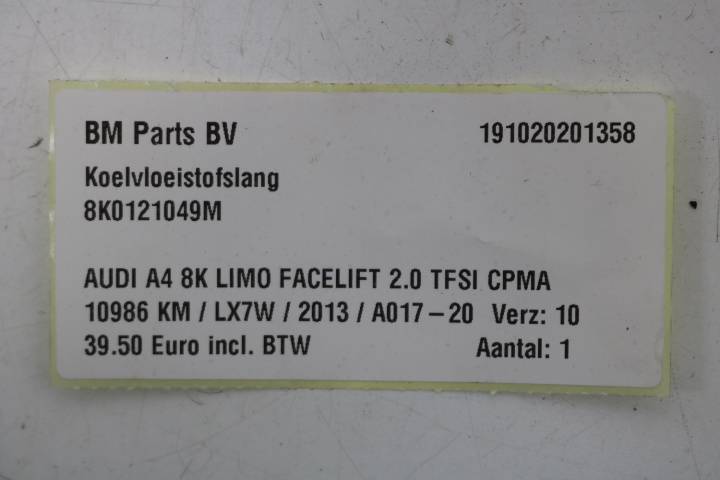 BM Parts BV 191020201358
Koelvloeistofslang
8K0121049M
AUDI A4 8K LIMO FACELIFT 2.0 TFSI CPMA
10986 KM / LX7W / 2013 / A017-20 Verz: 10
39.50 Euro incl. BTW Aantal: 1